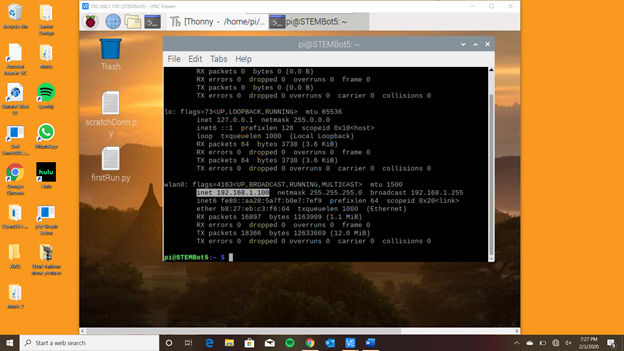 192.168.1.100 (STEMBot5) - VNC Viewer
[Thonny - /home/pi/...
pi@STEMBot5: ~
pi@STEMBot5: ~
File Edit Tabs Help
RX packets 0 bytes 0 (0.0 B)
RX errors 0 dropped 0 overruns 0 frame 0
TX packets 0 bytes 0 (0.0 B)
TX errors 0 dropped 0 overruns 0 carrier 0 collisions 0
lo: flags=73<UP,LOOPBACK,RUNNING> mtu 65536
inet 127.0.0.1 netmask 255.0.0.0
inet6 ::1 prefixlen 128 scopeid 0x10<host>
loop txqueuelen 1000 (Local Loopback)
RX packets 64 bytes 3738 (3.6 KiB)
RX errors 0 dropped 0 overruns 0 frame 0
TX packets 64 bytes 3738 (3.6 KiB)
TX errors 0 dropped 0 overruns 0 carrier 0 collisions 0
wlan0: flags=4163<UP,BROADCAST,RUNNING,MULTICAST> mtu 1500
inet 192.168.1.100 netmask 255.255.255.0 broadcast 192.168.1.255
inet6 fe80::aa28:5a7f:b0e7:7ef9 prefixlen 64 scopeid 0x20<link>
ether b8:27:eb:c3:f6:04 txqueuelen 1000 (Ethernet)
RX packets 16897 bytes 1163989 (1.1 MiB)
RX errors 0 dropped 0 overruns 0 frame 0
TX packets 18366 bytes 12633669 (12.0 MiB)
TX errors 0 dropped 0 overruns 0 carrier 0 collisions 0
pi@STEMBot5:~ $
Trash
scratchConn.p
y
firstRun.py
Recycle Bin
Acrobat
Reader DC
Spotify
WhatsApp
Google
Chrome
Hulu
hulu
Start a web search
7:27 PM
2/3/2020